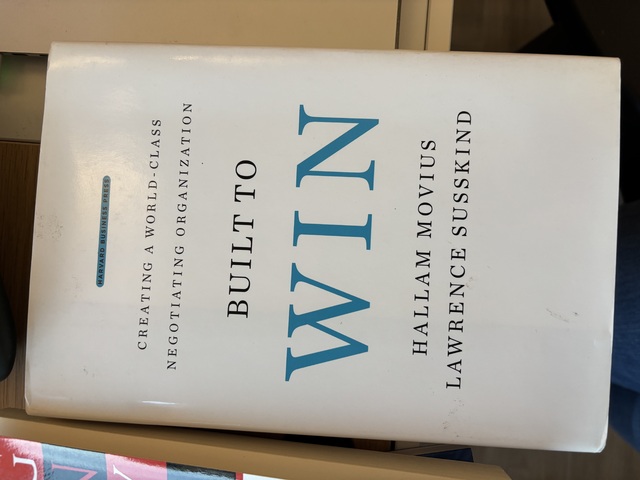 HARVARD BUSINESS PRESS
CREATING A WORLD-CLASS
NEGOTIATING ORGANIZATION
BUILT TO
WIN
HALLAM MOVIUS
LAWRENCE SUSSKIND